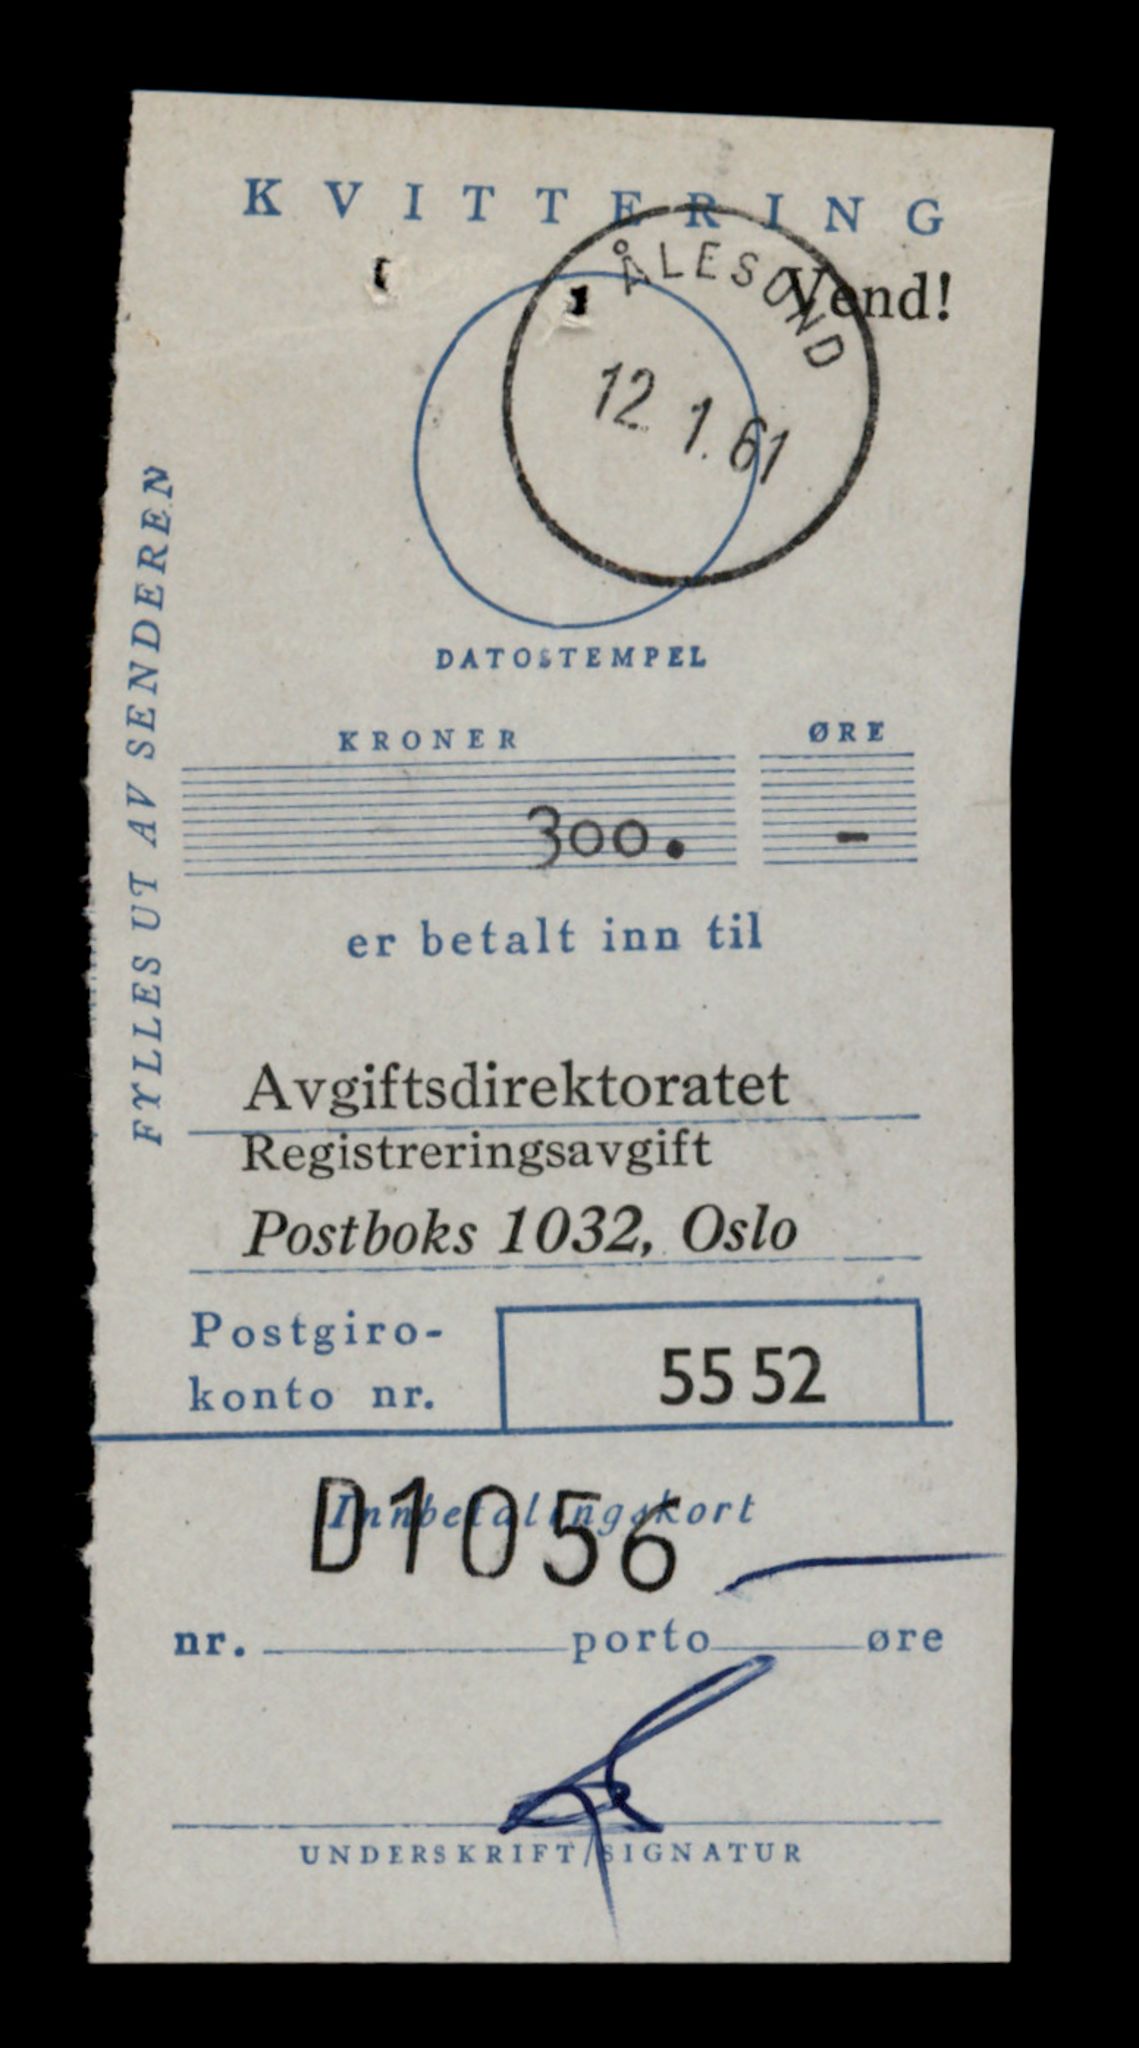 KVITTERING
Vend!
ÅLESUND
12 1.61
DATOSTEMPEL
FYLLES UT AV SENDEREN
KRONER ØRE
300. -
er betalt inn til
Avgiftsdirektoratet
Registreringsavgift
Postboks 1032, Oslo
Postgiro-
konto nr. 55 52
Innbetalingskort
D1056
nr. porto øre
UNDERSKRIFT/SIGNATUR